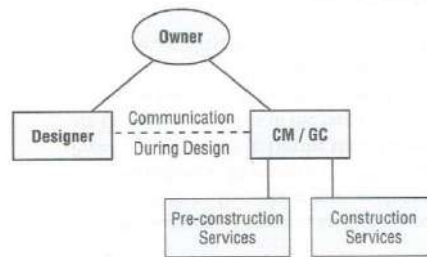 Owner
Communication
Designer
CM / GC
During Design
Pre-construction
Services
Construction
Services